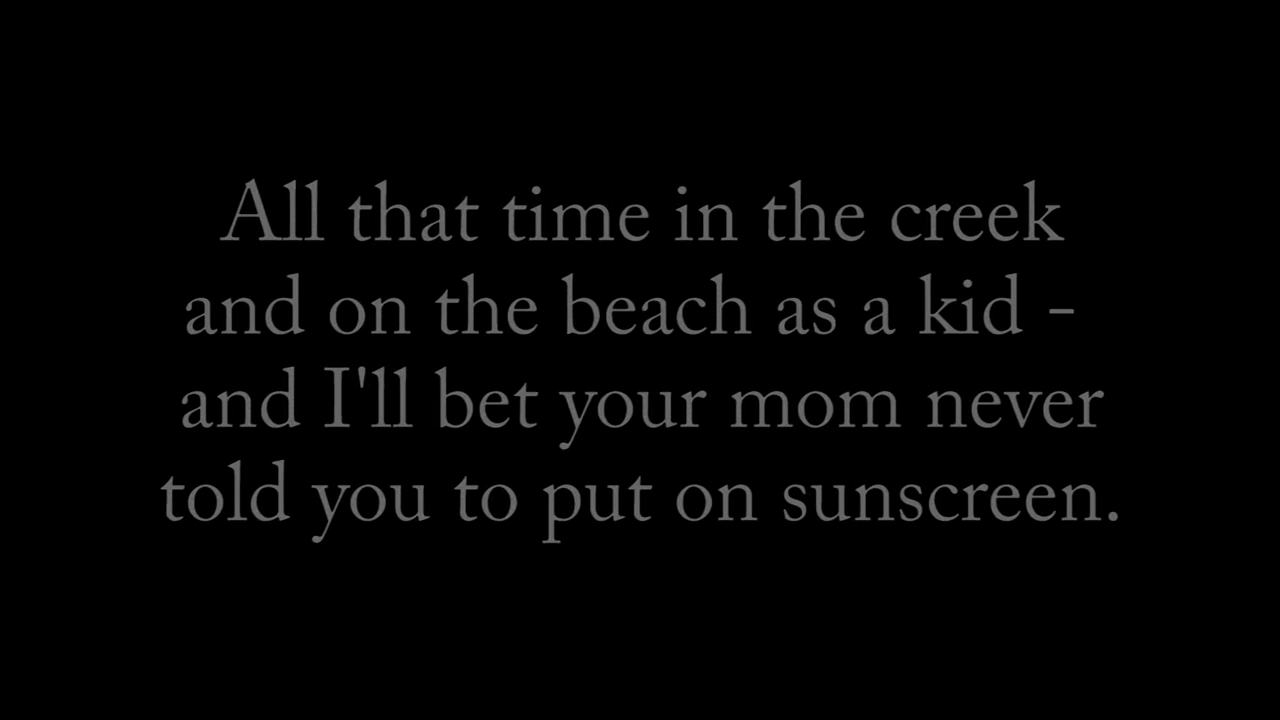 All that time in the creek
and on the beach as a kid -
and I'll bet your mom never
told you to put on sunscreen.